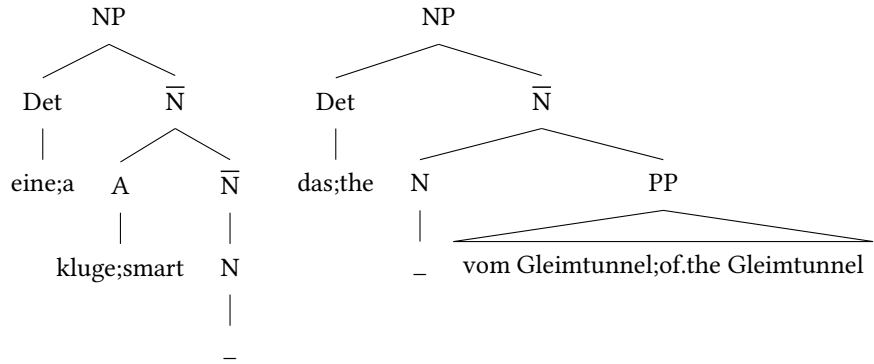 NP NP
Det N̅ Det N̅
eine;a A N̅ das;the N PP
kluge;smart N _ vom Gleimtunnel;of.the Gleimtunnel
_